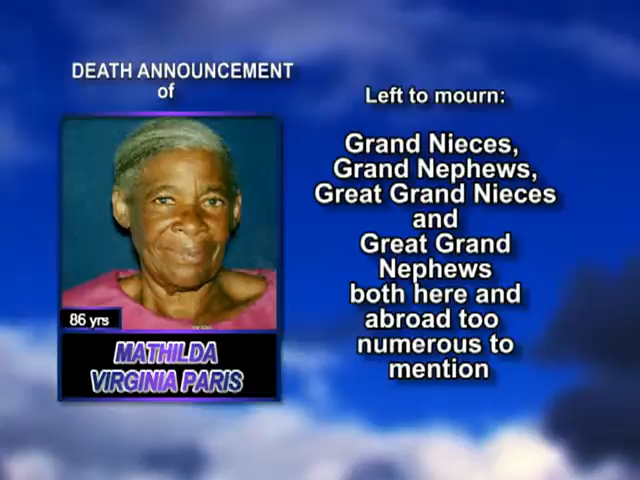 DEATH ANNOUNCEMENT
of
86 yrs
MATHILDA
VIRGINIA PARIS
Left to mourn:
Grand Nieces,
Grand Nephews,
Great Grand Nieces
and
Great Grand
Nephews
both here and
abroad too
numerous to
mention